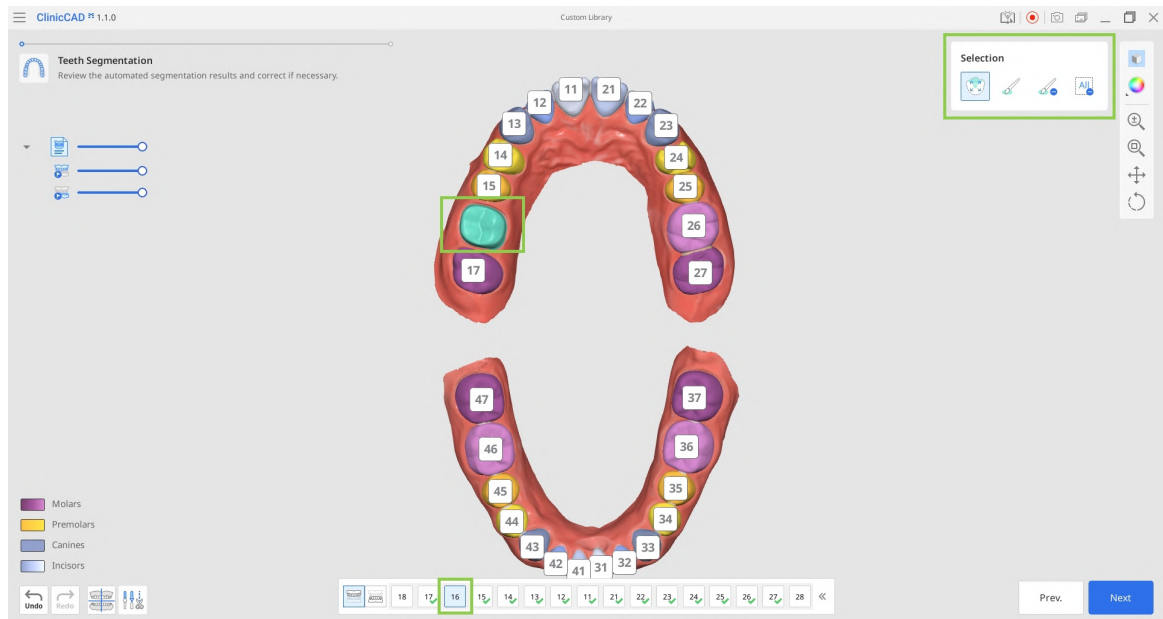 ClinicCAD 1.1.0
Custom Library
Teeth Segmentation
Review the automated segmentation results and correct if necessary.
Selection
All
11 21
12 22
13 23
14 24
15 25
26
17 27
47 37
46 36
45 35
44 34
43 33
42 41 31 32
Molars
Premolars
Canines
Incisors
Undo Redo
18 17 16 15 14 13 12 11 21 22 23 24 25 26 27 28 «
Prev. Next